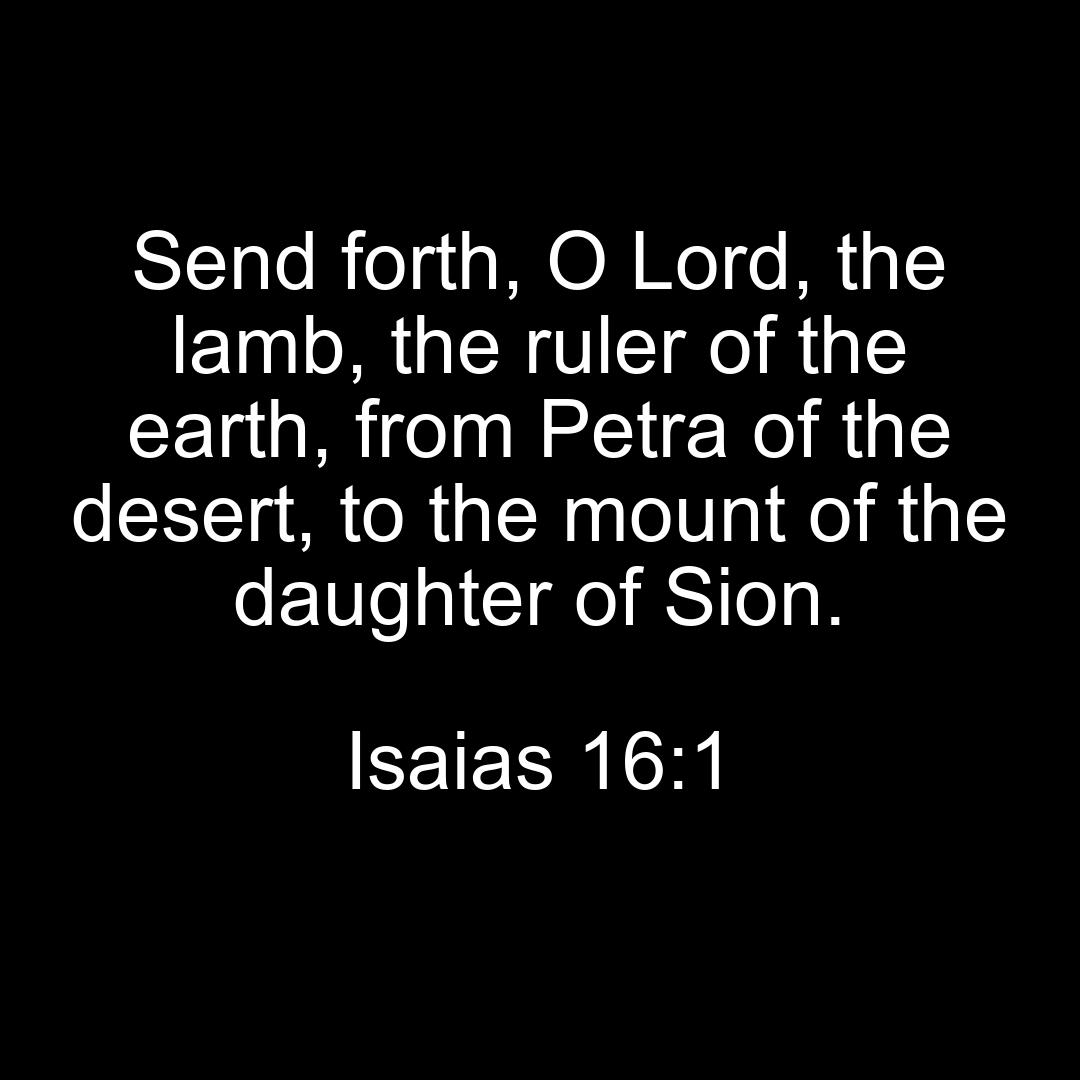 Send forth, O Lord, the
lamb, the ruler of the
earth, from Petra of the
desert, to the mount of the
daughter of Sion.
Isaias 16:1